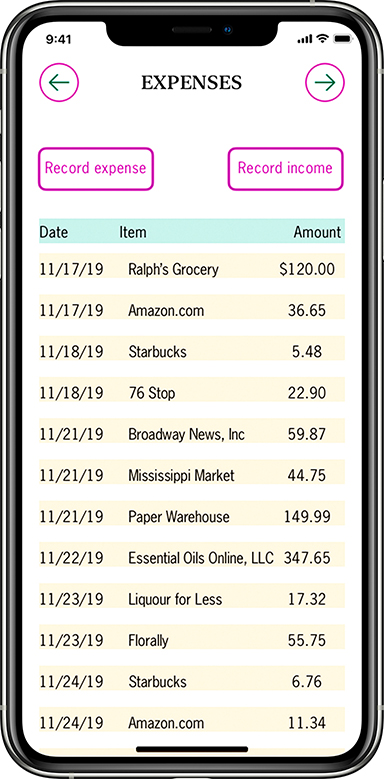 9:41
EXPENSES
Record expense Record income
Date Item Amount
11/17/19 Ralph's Grocery $120.00
11/17/19 Amazon.com 36.65
11/18/19 Starbucks 5.48
11/18/19 76 Stop 22.90
11/21/19 Broadway News, Inc 59.87
11/21/19 Mississippi Market 44.75
11/21/19 Paper Warehouse 149.99
11/22/19 Essential Oils Online, LLC 347.65
11/23/19 Liquour for Less 17.32
11/23/19 Florally 55.75
11/24/19 Starbucks 6.76
11/24/19 Amazon.com 11.34